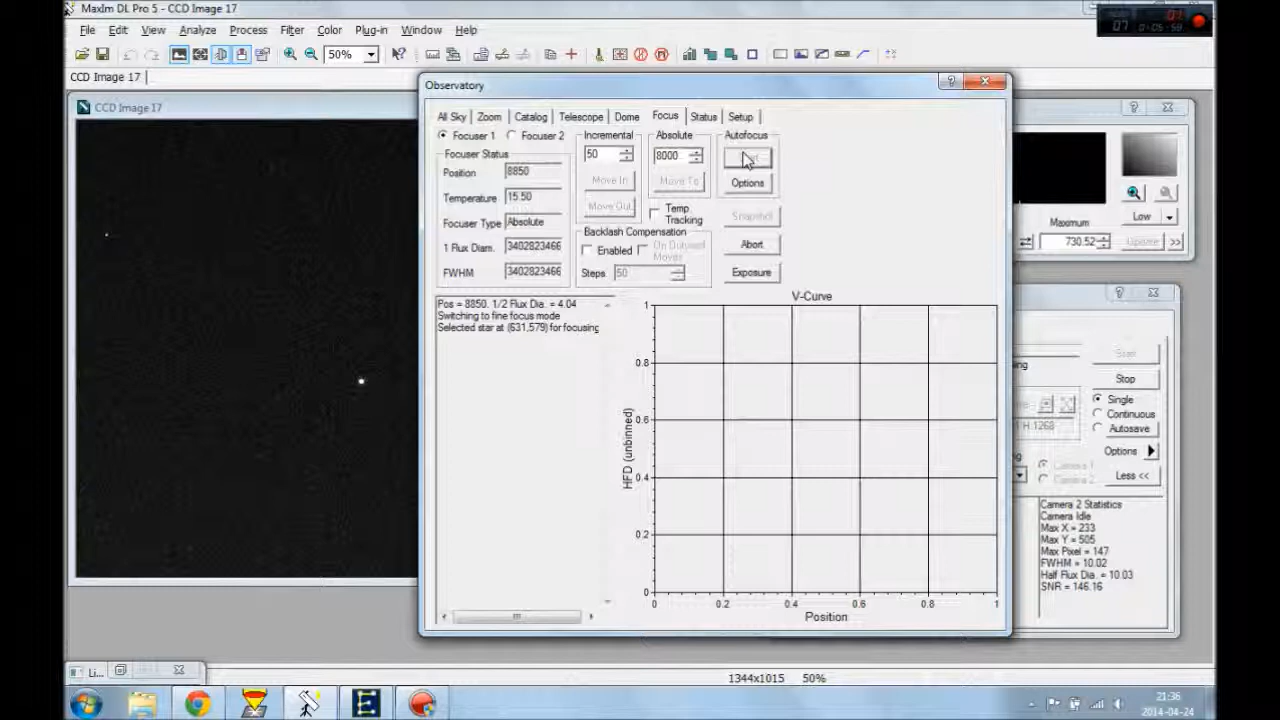 MaxIm DL Pro 5 - CCD Image 17
File Edit View Analyze Process Filter Color Plug-in Window Help
50%
CCD Image 17
CCD Image 17
Observatory
All Sky Zoom Catalog Telescope Dome Focus Status Setup
Focuser 1 Focuser 2
Focuser Status
Position 8850
Temperature 15.50
Focuser Type Absolute
1 Flux Diam. 3402823466
FWHM 3402823466
Incremental
50
Move In
Move Out
Absolute
8000
Move To
Temp
Tracking
Backlash Compensation
Enabled On Outward
Moves
Steps 50
Autofocus
Options
Snapshot
Abort
Exposure
Pos = 8850. 1/2 Flux Dia. = 4.04
Switching to fine focus mode
Selected star at (631,579) for focusing
V-Curve
HFD (unbinned)
1
0.8
0.6
0.4
0.2
0
0 0.2 0.4 0.6 0.8 1
Position
Low
Maximum
730.52
Update >>
Start
Stop
Single
Continuous
Autosave
Options
Less <<
Camera 2 Statistics
Camera Idle
Max X = 233
Max Y = 505
Max Pixel = 147
FWHM = 10.02
Half Flux Dia. = 10.03
SNR = 146.16
Li...
1344x1015 50%
21:36
2014-04-24